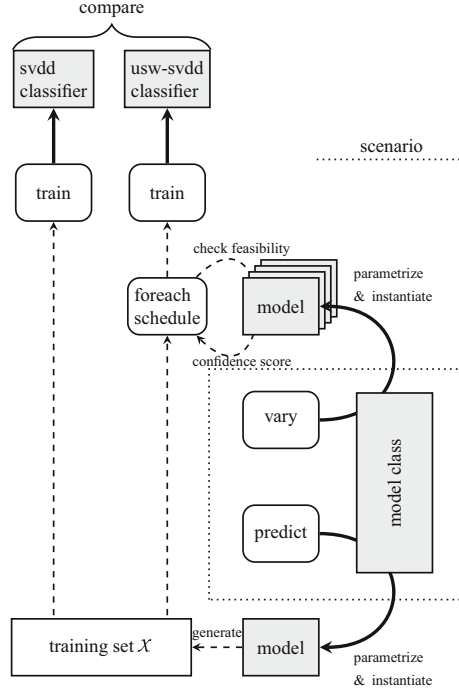 compare
svdd
classifier
usw-svdd
classifier
scenario
train
train
check feasibility
foreach
schedule
model
parametrize
& instantiate
confidence score
vary
model class
predict
training set X
generate
model
parametrize
& instantiate